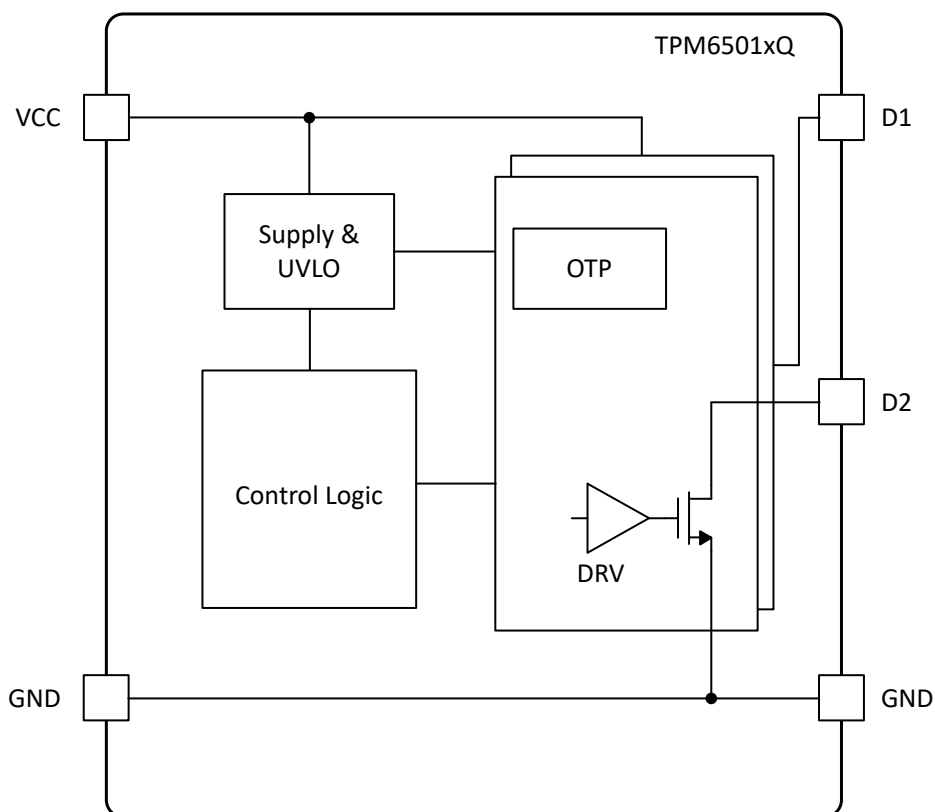 TPM6501xQ
VCC
D1
Supply &
UVLO
OTP
D2
Control Logic
DRV
GND
GND